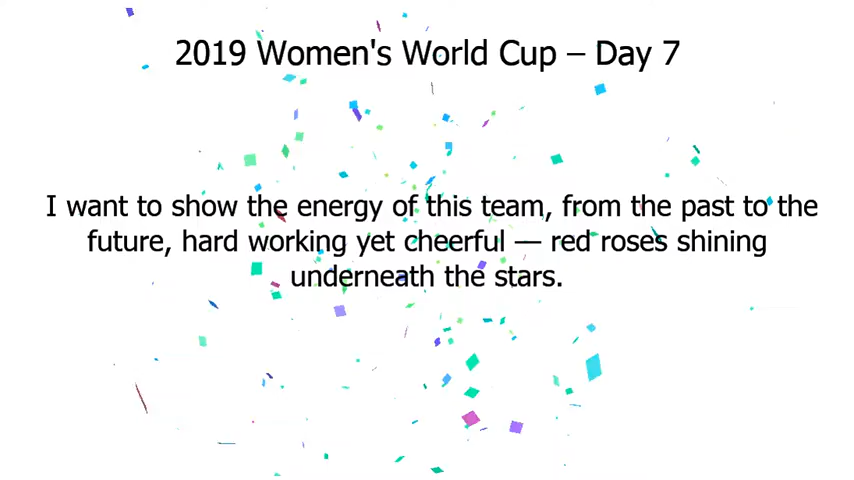 2019 Women's World Cup – Day 7
I want to show the energy of this team, from the past to the
future, hard working yet cheerful — red roses shining
underneath the stars.